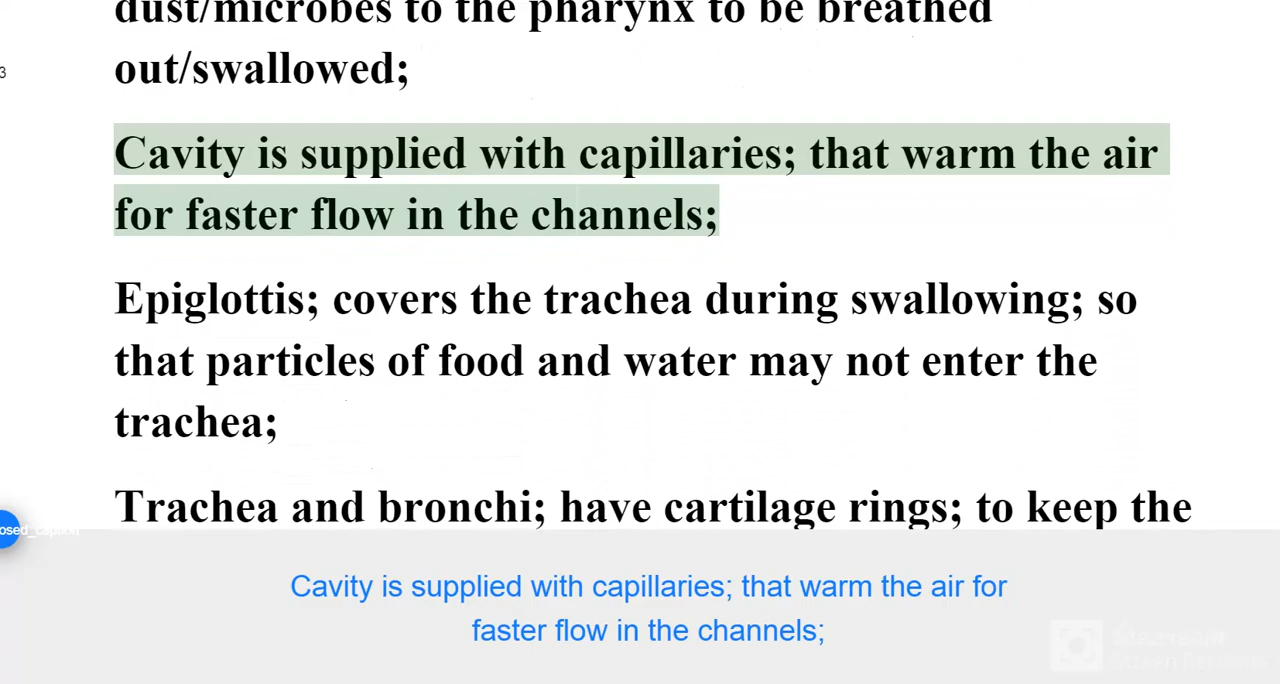 dust/microbes to the pharynx to be breathed
out/swallowed;
3
Cavity is supplied with capillaries; that warm the air
for faster flow in the channels;
Epiglottis; covers the trachea during swallowing; so
that particles of food and water may not enter the
trachea;
Trachea and bronchi; have cartilage rings; to keep the
osed_caption
Cavity is supplied with capillaries; that warm the air for
faster flow in the channels;